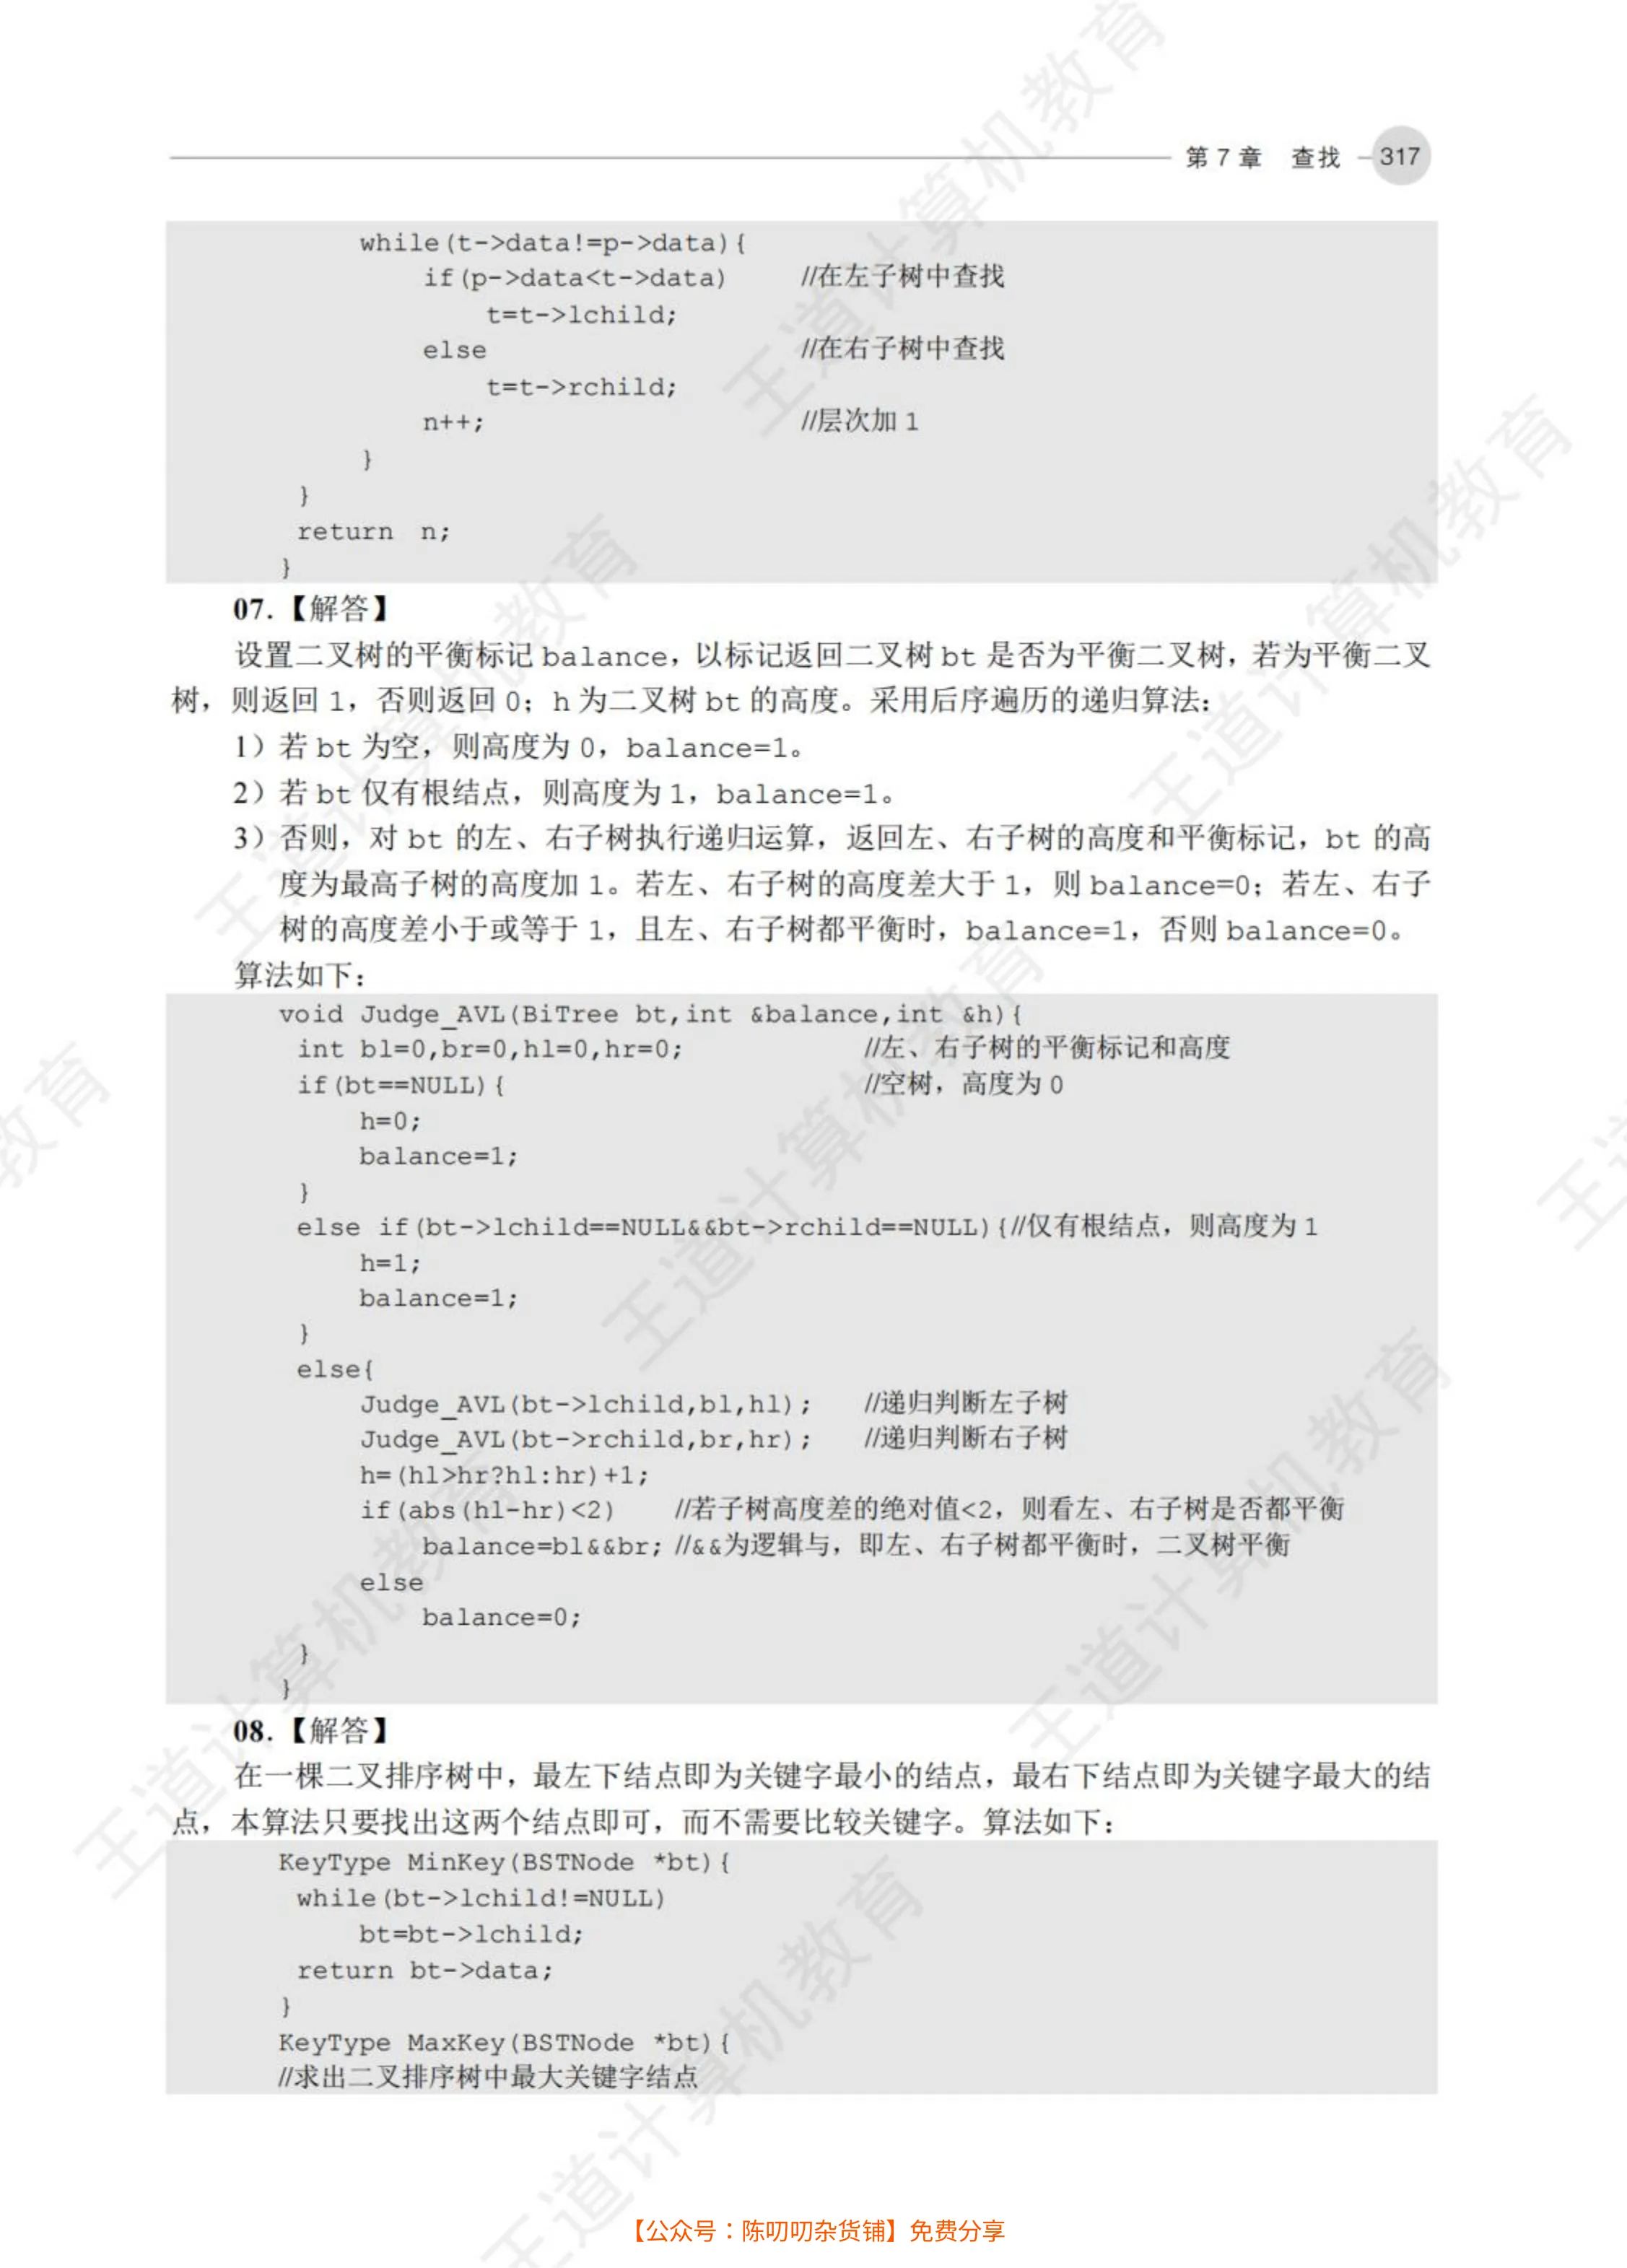 第 7 章 查找 317
while(t->data!=p->data){
if(p->data<t->data) //在左子树中查找
t=t->lchild;
else //在右子树中查找
t=t->rchild;
n++; //层次加 1
}
}
return n;
}
07.【解答】
设置二叉树的平衡标记 balance，以标记返回二叉树 bt 是否为平衡二叉树，若为平衡二叉
树，则返回 1，否则返回 0；h 为二叉树 bt 的高度。采用后序遍历的递归算法：
1）若 bt 为空，则高度为 0，balance=1。
2）若 bt 仅有根结点，则高度为 1，balance=1。
3）否则，对 bt 的左、右子树执行递归运算，返回左、右子树的高度和平衡标记，bt 的高
度为最高子树的高度加 1。若左、右子树的高度差大于 1，则 balance=0；若左、右子
树的高度差小于或等于 1，且左、右子树都平衡时，balance=1，否则 balance=0。
算法如下：
void Judge_AVL(BiTree bt,int &balance,int &h){
int bl=0,br=0,hl=0,hr=0; //左、右子树的平衡标记和高度
if(bt==NULL){ //空树，高度为 0
h=0;
balance=1;
}
else if(bt->lchild==NULL&&bt->rchild==NULL){//仅有根结点，则高度为 1
h=1;
balance=1;
}
else{
Judge_AVL(bt->lchild,bl,hl); //递归判断左子树
Judge_AVL(bt->rchild,br,hr); //递归判断右子树
h=(hl>hr?hl:hr)+1;
if(abs(hl-hr)<2) //若子树高度差的绝对值<2，则看左、右子树是否都平衡
balance=bl&&br; //&&为逻辑与，即左、右子树都平衡时，二叉树平衡
else
balance=0;
}
}
08.【解答】
在一棵二叉排序树中，最左下结点即为关键字最小的结点，最右下结点即为关键字最大的结
点，本算法只要找出这两个结点即可，而不需要比较关键字。算法如下：
KeyType MinKey(BSTNode *bt){
while(bt->lchild!=NULL)
bt=bt->lchild;
return bt->data;
}
KeyType MaxKey(BSTNode *bt){
//求出二叉排序树中最大关键字结点
【公众号：陈叨叨杂货铺】免费分享